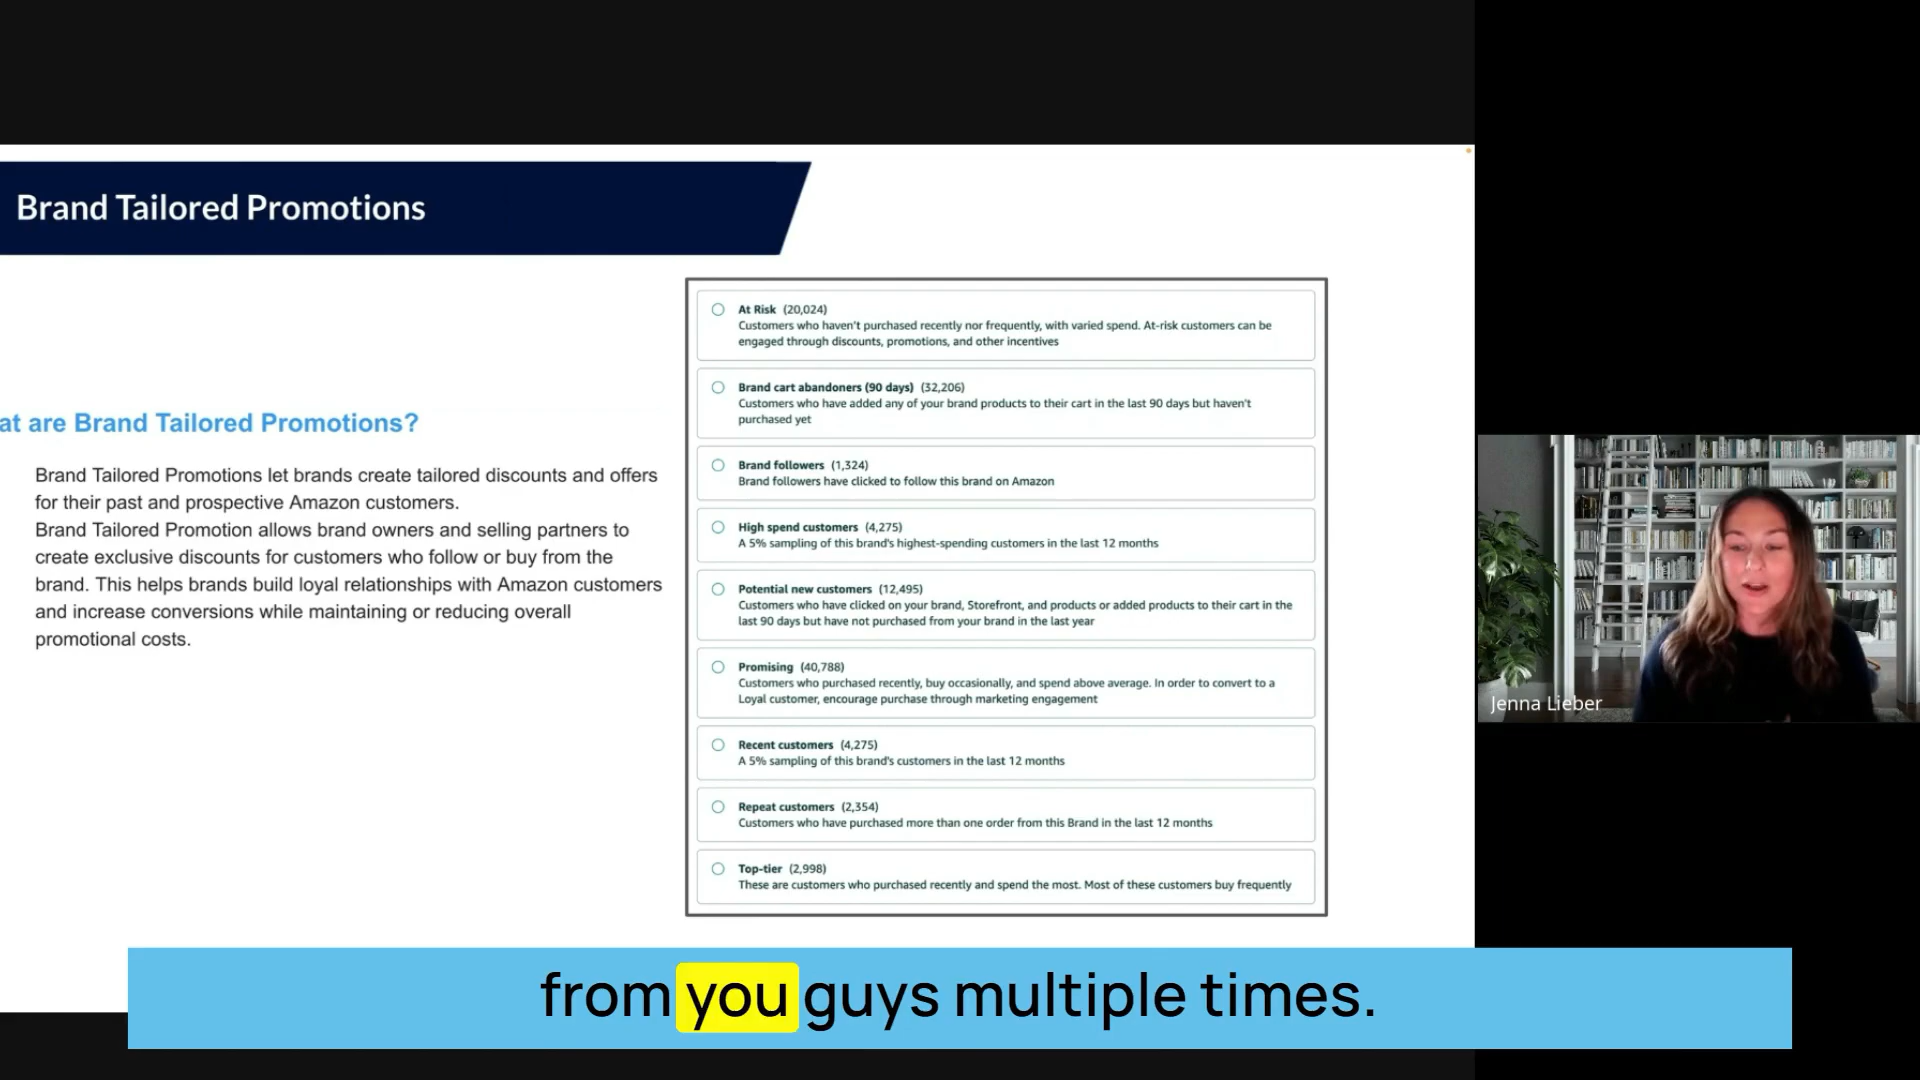 Brand Tailored Promotions
at are Brand Tailored Promotions?
Brand Tailored Promotions let brands create tailored discounts and offers
for their past and prospective Amazon customers.
Brand Tailored Promotion allows brand owners and selling partners to
create exclusive discounts for customers who follow or buy from the
brand. This helps brands build loyal relationships with Amazon customers
and increase conversions while maintaining or reducing overall
promotional costs.
At Risk (20,024)
Customers who haven't purchased recently nor frequently, with varied spend. At-risk customers can be
engaged through discounts, promotions, and other incentives
Brand cart abandoners (90 days) (32,206)
Customers who have added any of your brand products to their cart in the last 90 days but haven't
purchased yet
Brand followers (1,324)
Brand followers have clicked to follow this brand on Amazon
High spend customers (4,275)
A 5% sampling of this brand's highest-spending customers in the last 12 months
Potential new customers (12,495)
Customers who have clicked on your brand, Storefront, and products or added products to their cart in the
last 90 days but have not purchased from your brand in the last year
Promising (40,788)
Customers who purchased recently, buy occasionally, and spend above average. In order to convert to a
Loyal customer, encourage purchase through marketing engagement
Recent customers (4,275)
A 5% sampling of this brand's customers in the last 12 months
Repeat customers (2,354)
Customers who have purchased more than one order from this Brand in the last 12 months
Top-tier (2,998)
These are customers who purchased recently and spend the most. Most of these customers buy frequently
Jenna Lieber
from you guys multiple times.